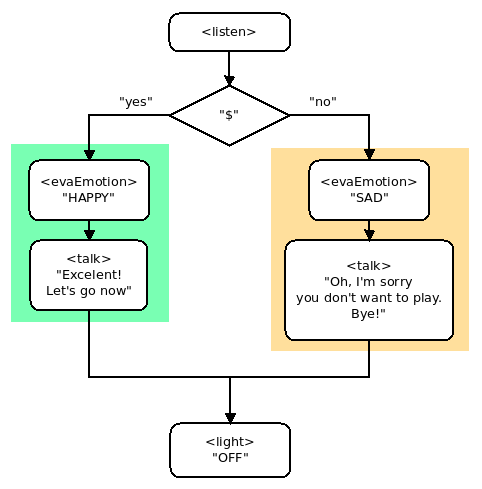 <listen>
"$"
"yes"
"no"
<evaEmotion>
"HAPPY"
<talk>
"Excelent!
Let's go now"
<evaEmotion>
"SAD"
<talk>
"Oh, I'm sorry
you don't want to play.
Bye!"
<light>
"OFF"